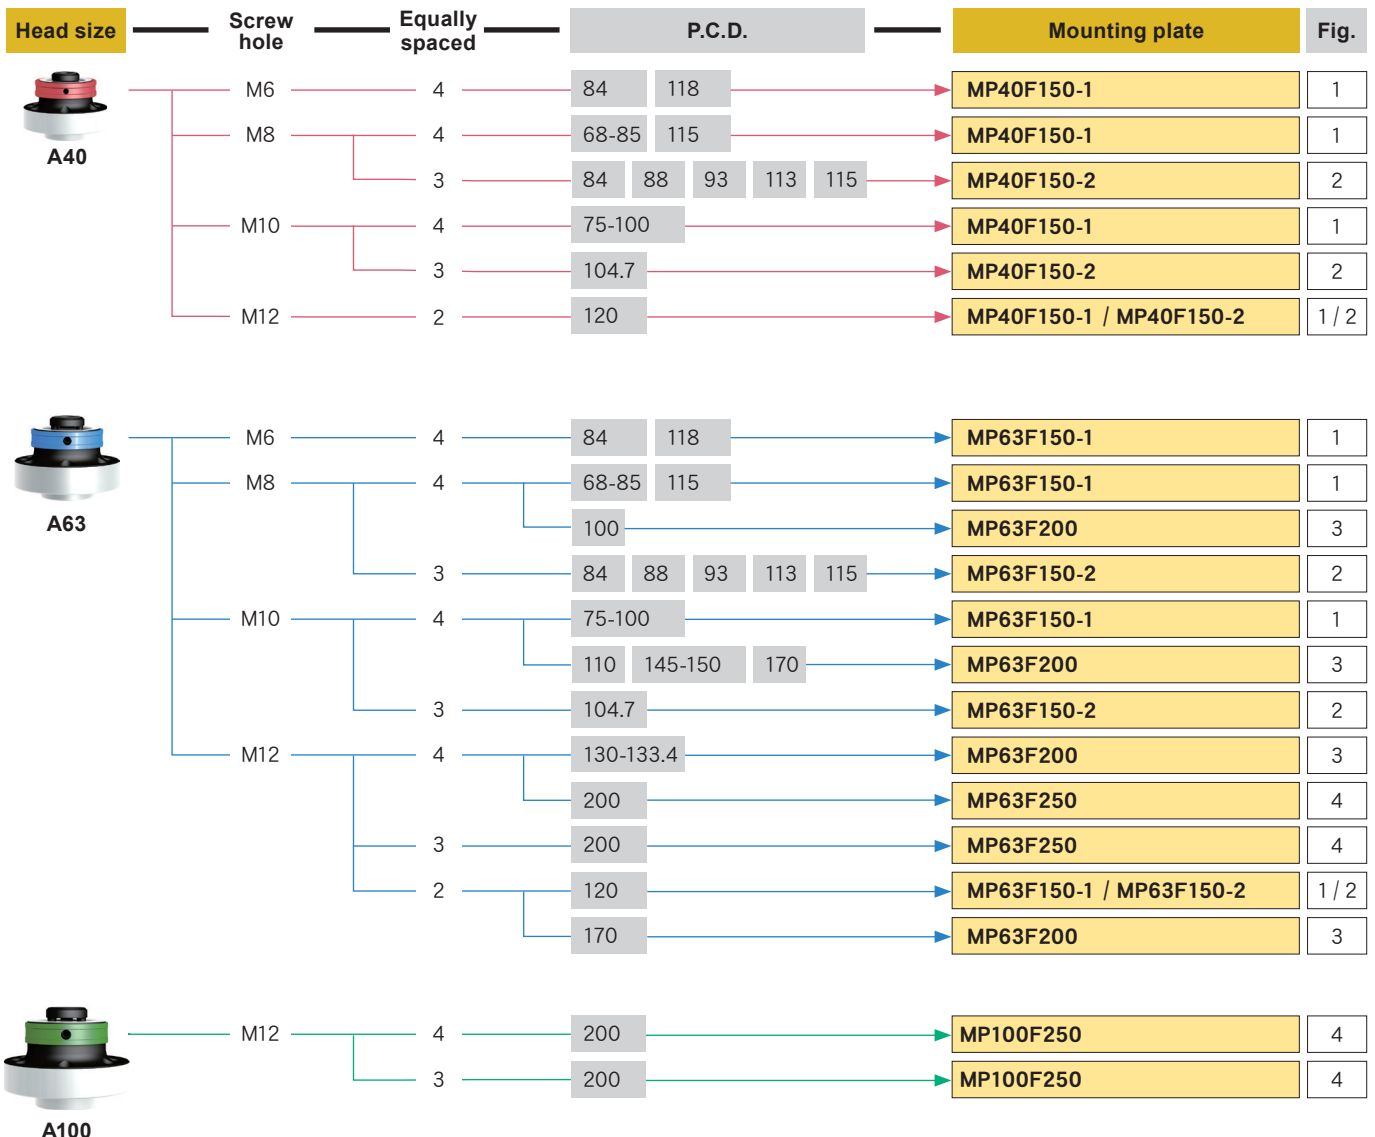 Head size Screw hole Equally spaced P.C.D. Mounting plate Fig.
M6 4 84 118 MP40F150-1 1
M8 4 68-85 115 MP40F150-1 1
A40
3 84 88 93 113 115 MP40F150-2 2
M10 4 75-100 MP40F150-1 1
3 104.7 MP40F150-2 2
M12 2 120 MP40F150-1 / MP40F150-2 1 / 2
M6 4 84 118 MP63F150-1 1
M8 4 68-85 115 MP63F150-1 1
A63
100 MP63F200 3
3 84 88 93 113 115 MP63F150-2 2
M10 4 75-100 MP63F150-1 1
110 145-150 170 MP63F200 3
3 104.7 MP63F150-2 2
M12 4 130-133.4 MP63F200 3
200 MP63F250 4
3 200 MP63F250 4
2 120 MP63F150-1 / MP63F150-2 1 / 2
170 MP63F200 3
M12 4 200 MP100F250 4
3 200 MP100F250 4
A100